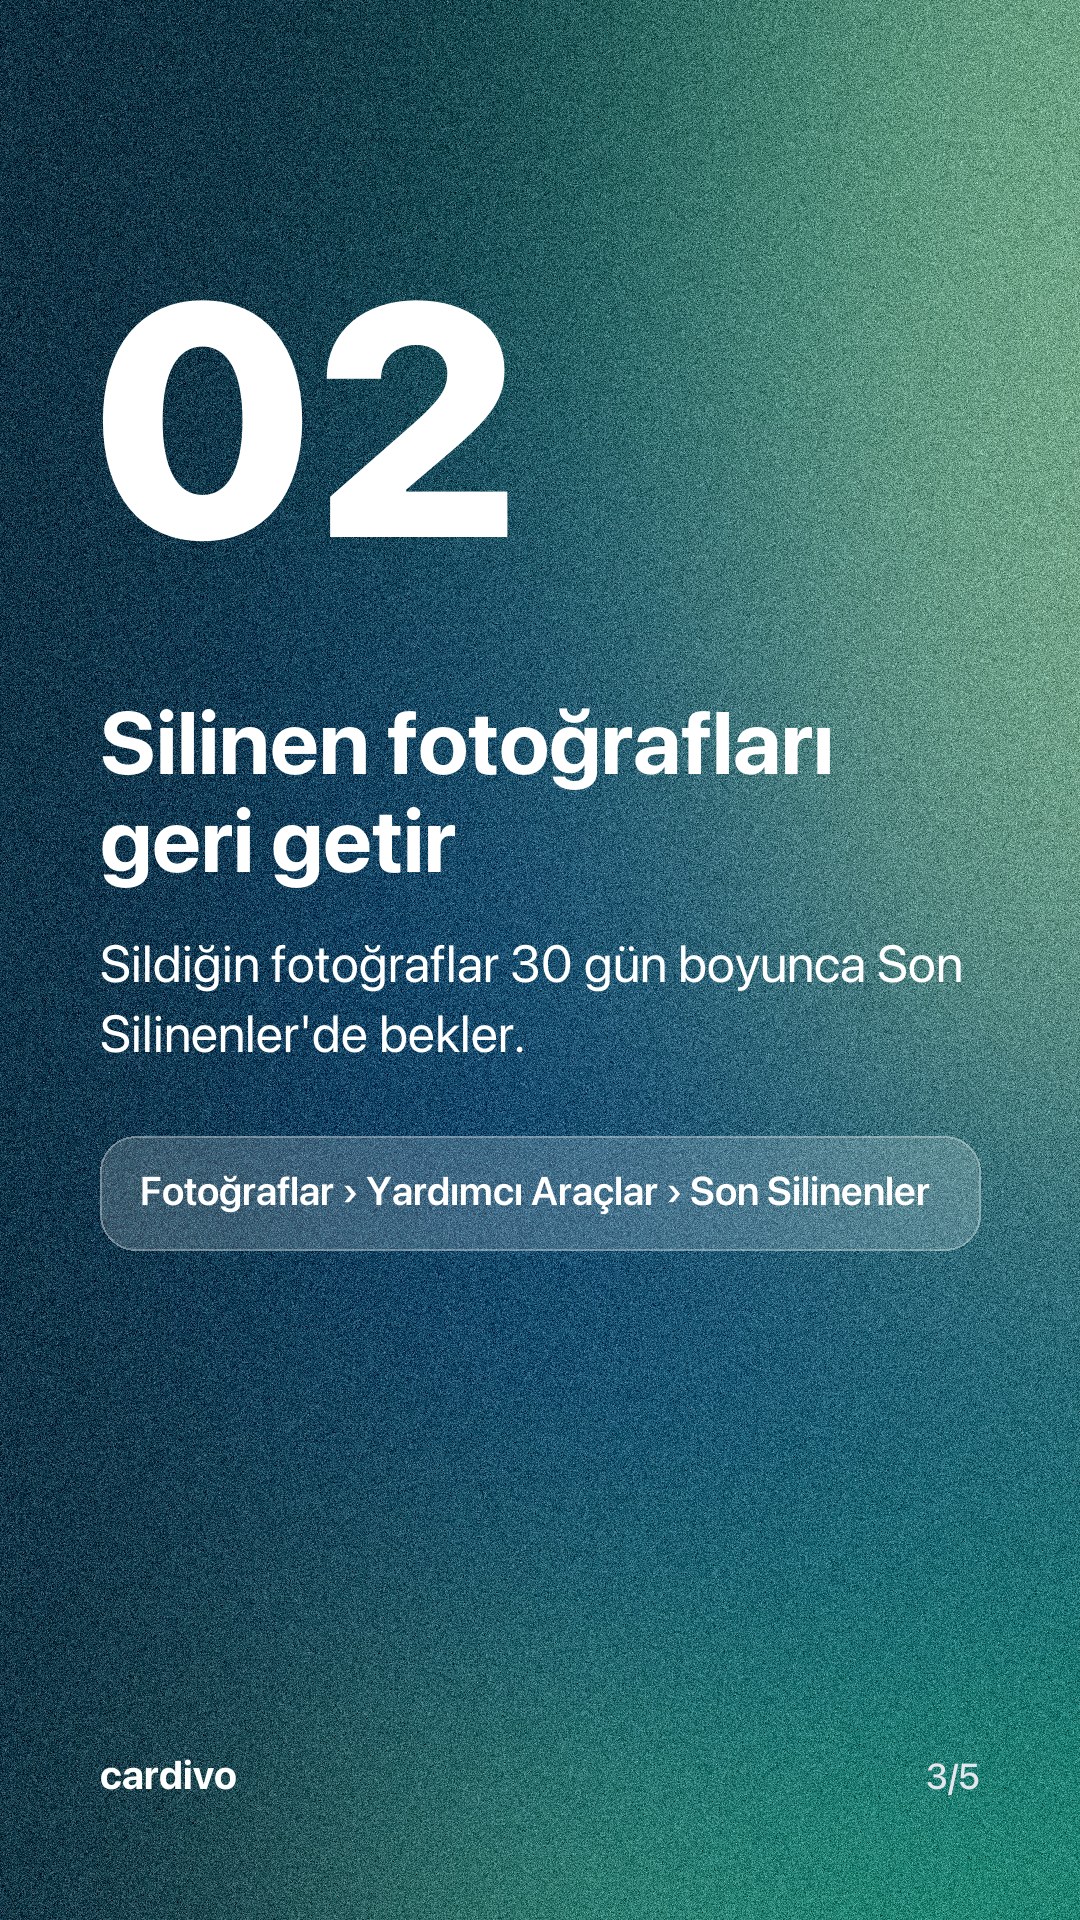 02
Silinen fotoğrafları
geri getir
Sildiğin fotoğraflar 30 gün boyunca Son
Silinenler'de bekler.
Fotoğraflar › Yardımcı Araçlar › Son Silinenler
cardivo
3/5